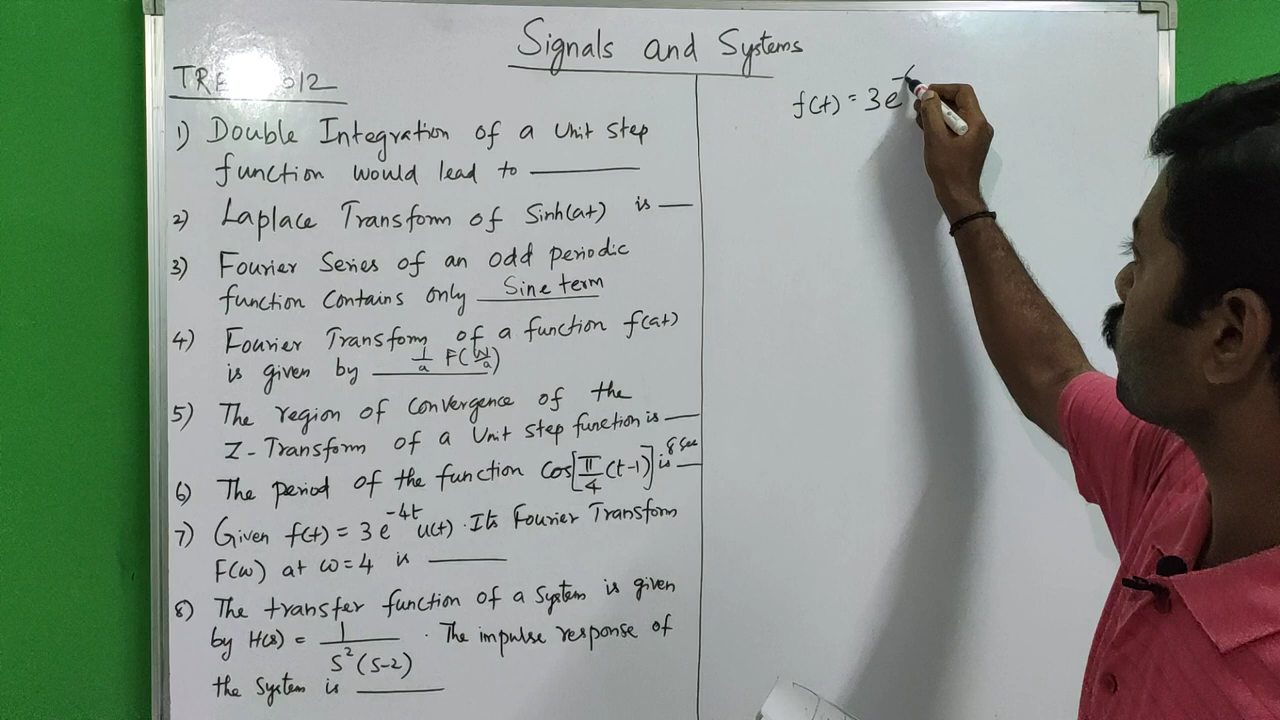 Signals and Systems
TRE 012
1) Double Integration of a Unit step
function would lead to ______
2) Laplace Transform of Sinh(at) is __
3) Fourier Series of an odd periodic
function contains only Sine term
4) Fourier Transform of a function f(at)
is given by 1/a F(ω/a)
5) The region of convergence of the
Z-Transform of a Unit step function is __
6) The period of the function Cos[π/4(t-1)] is 8 sec
7) Given f(t) = 3e^-4t u(t). Its Fourier Transform
F(ω) at ω=4 is ______
8) The transfer function of a system is given
by H(s) = 1/S²(S-2). The impulse response of
the system is ______
f(t) = 3e^-